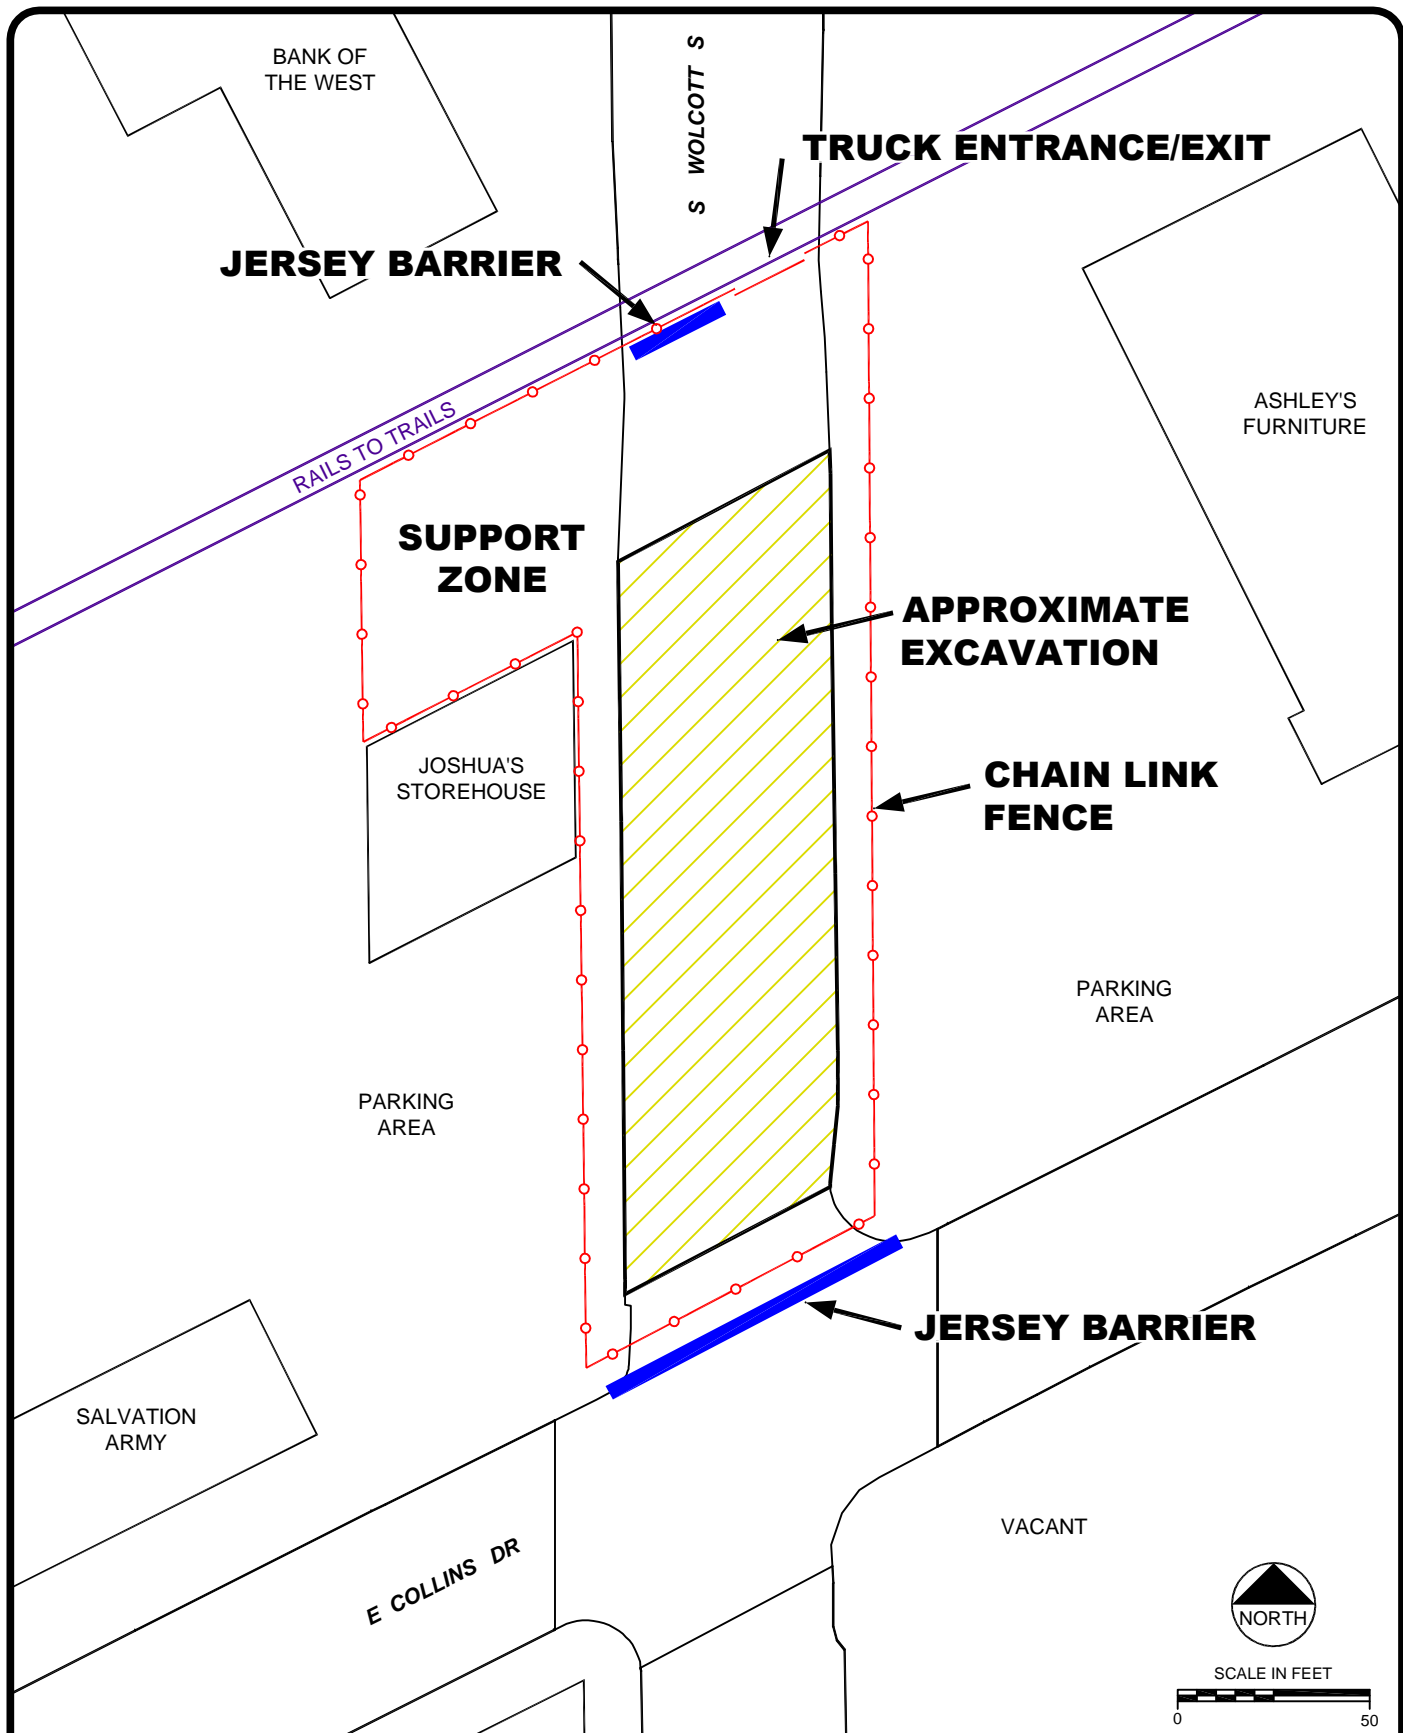 BANK OF
THE WEST
S WOLCOTT S
TRUCK ENTRANCE/EXIT
JERSEY BARRIER
RAILS TO TRAILS
ASHLEY'S
FURNITURE
SUPPORT
ZONE
APPROXIMATE
EXCAVATION
JOSHUA'S
STOREHOUSE
CHAIN LINK
FENCE
PARKING
AREA
PARKING
AREA
JERSEY BARRIER
SALVATION
ARMY
VACANT
E COLLINS DR
NORTH
SCALE IN FEET
0 50